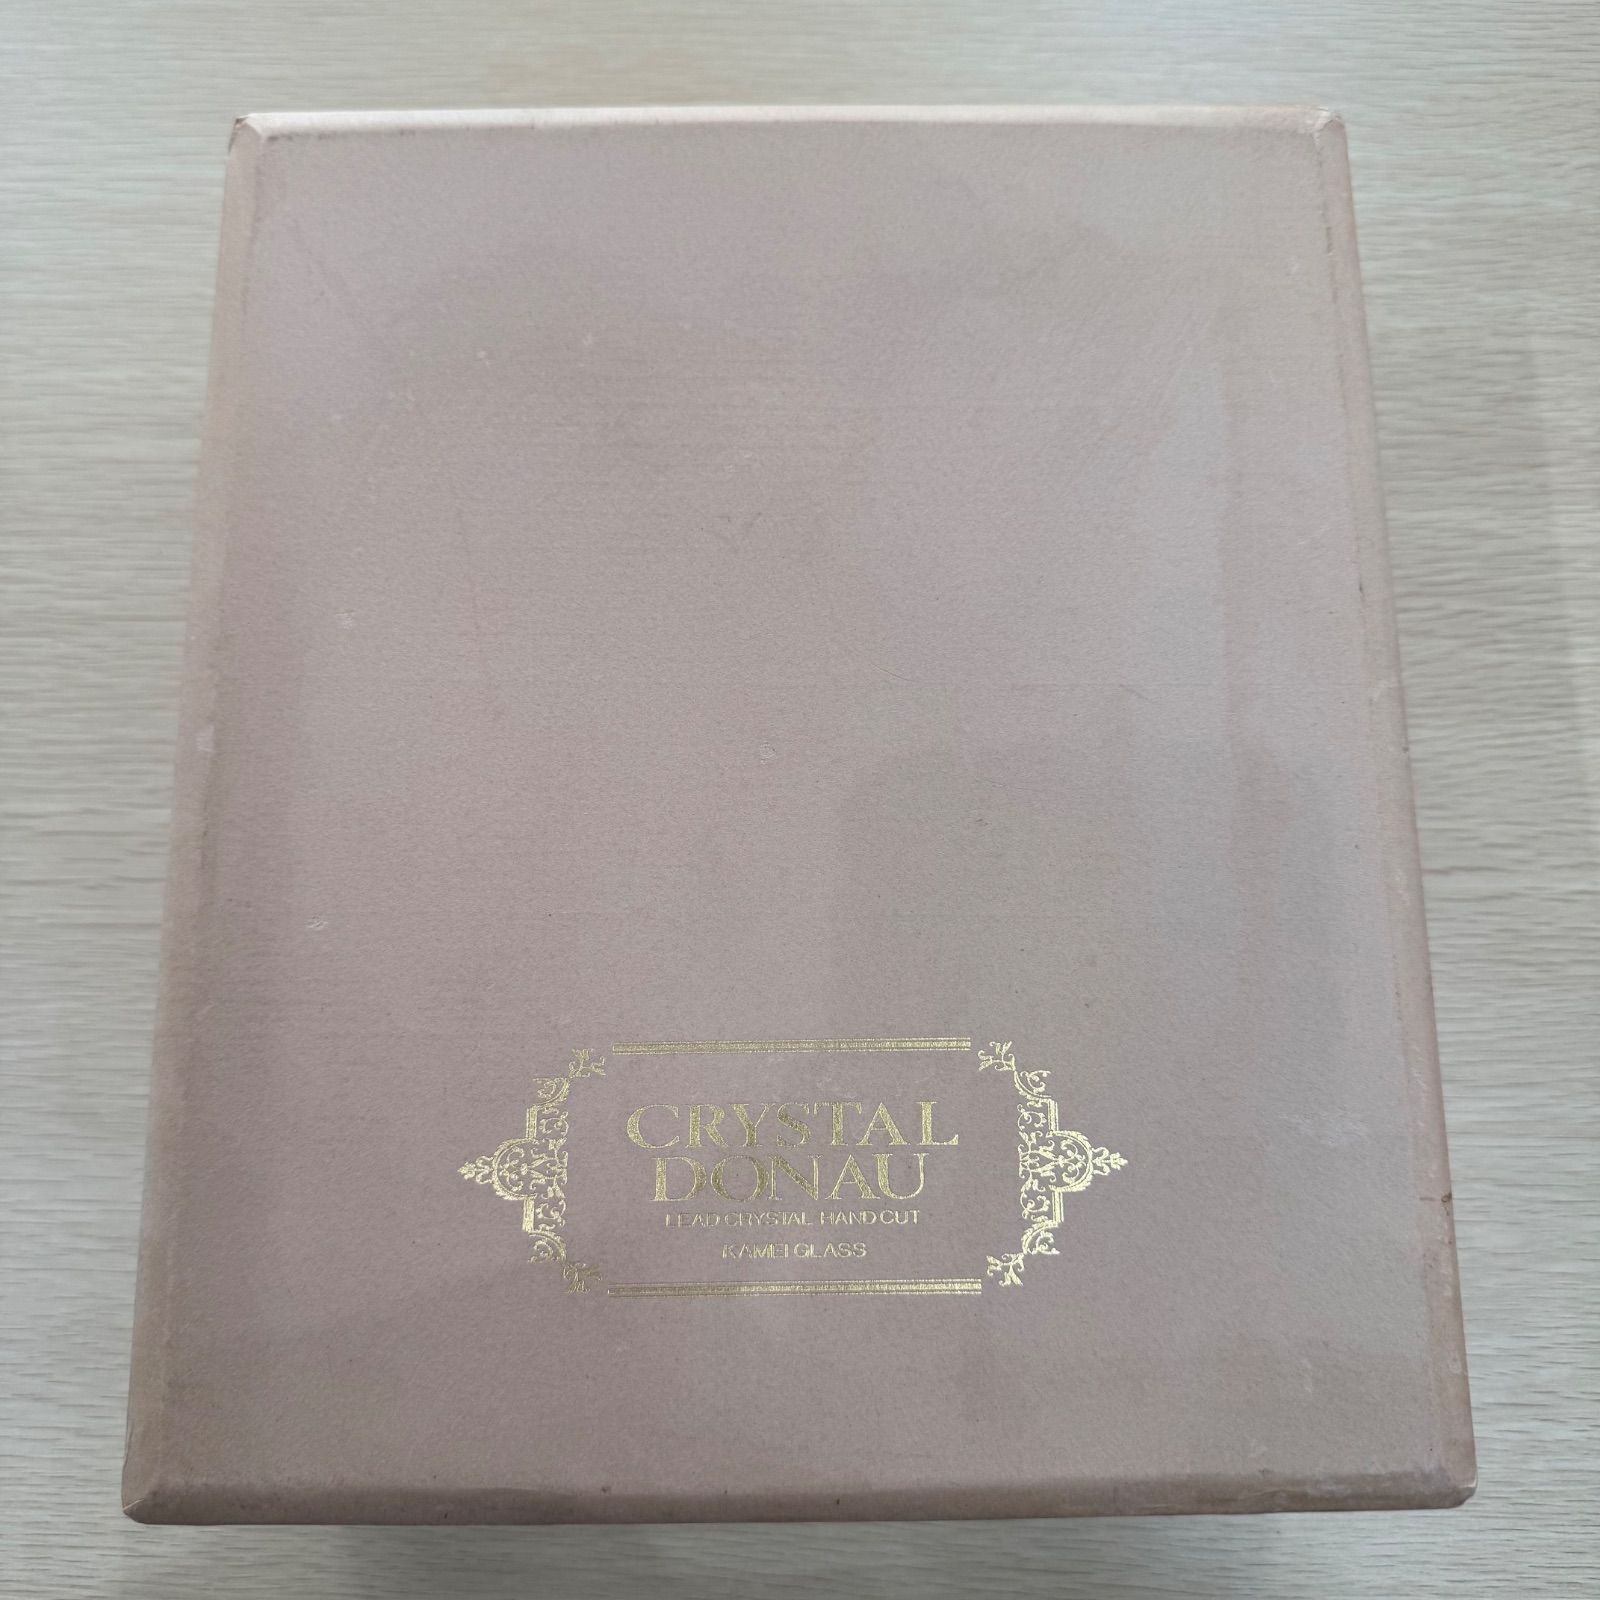 CRYSTAL
DONAU
LEAD CRYSTAL HAND CUT
KAMEI GLASS